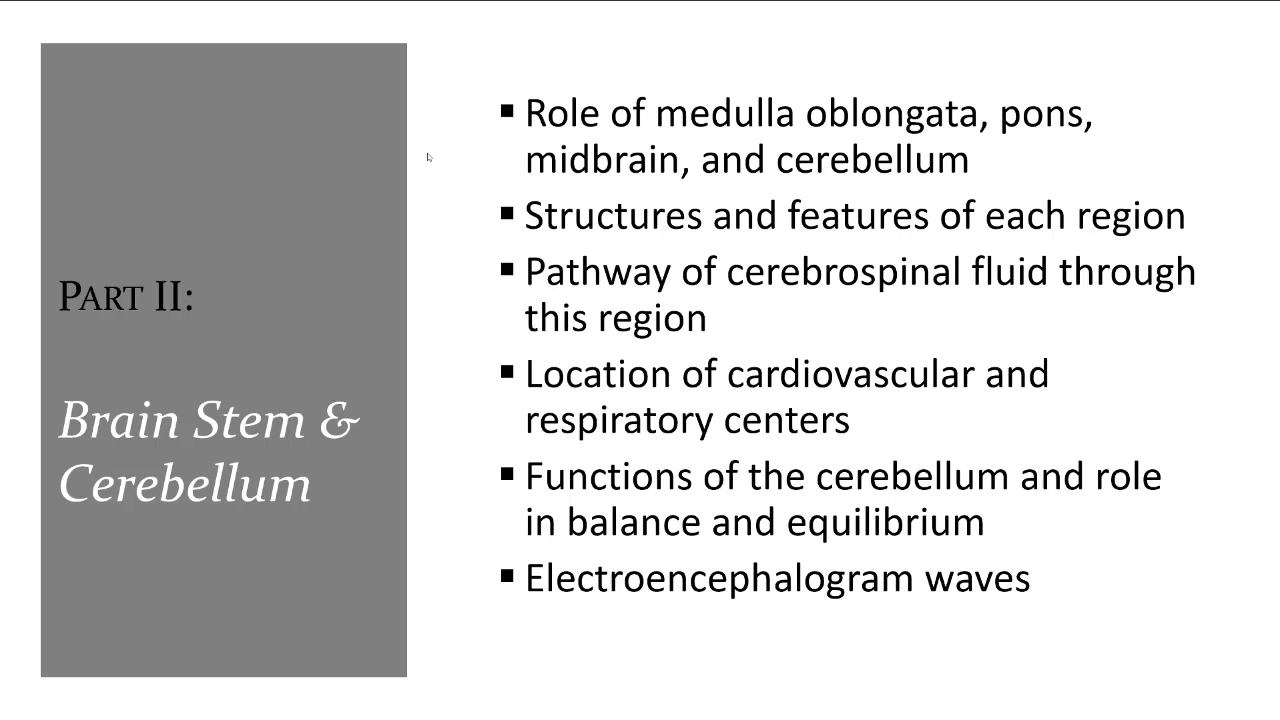 PART II:
Brain Stem &
Cerebellum
▪ Role of medulla oblongata, pons,
midbrain, and cerebellum
▪ Structures and features of each region
▪ Pathway of cerebrospinal fluid through
this region
▪ Location of cardiovascular and
respiratory centers
▪ Functions of the cerebellum and role
in balance and equilibrium
▪ Electroencephalogram waves